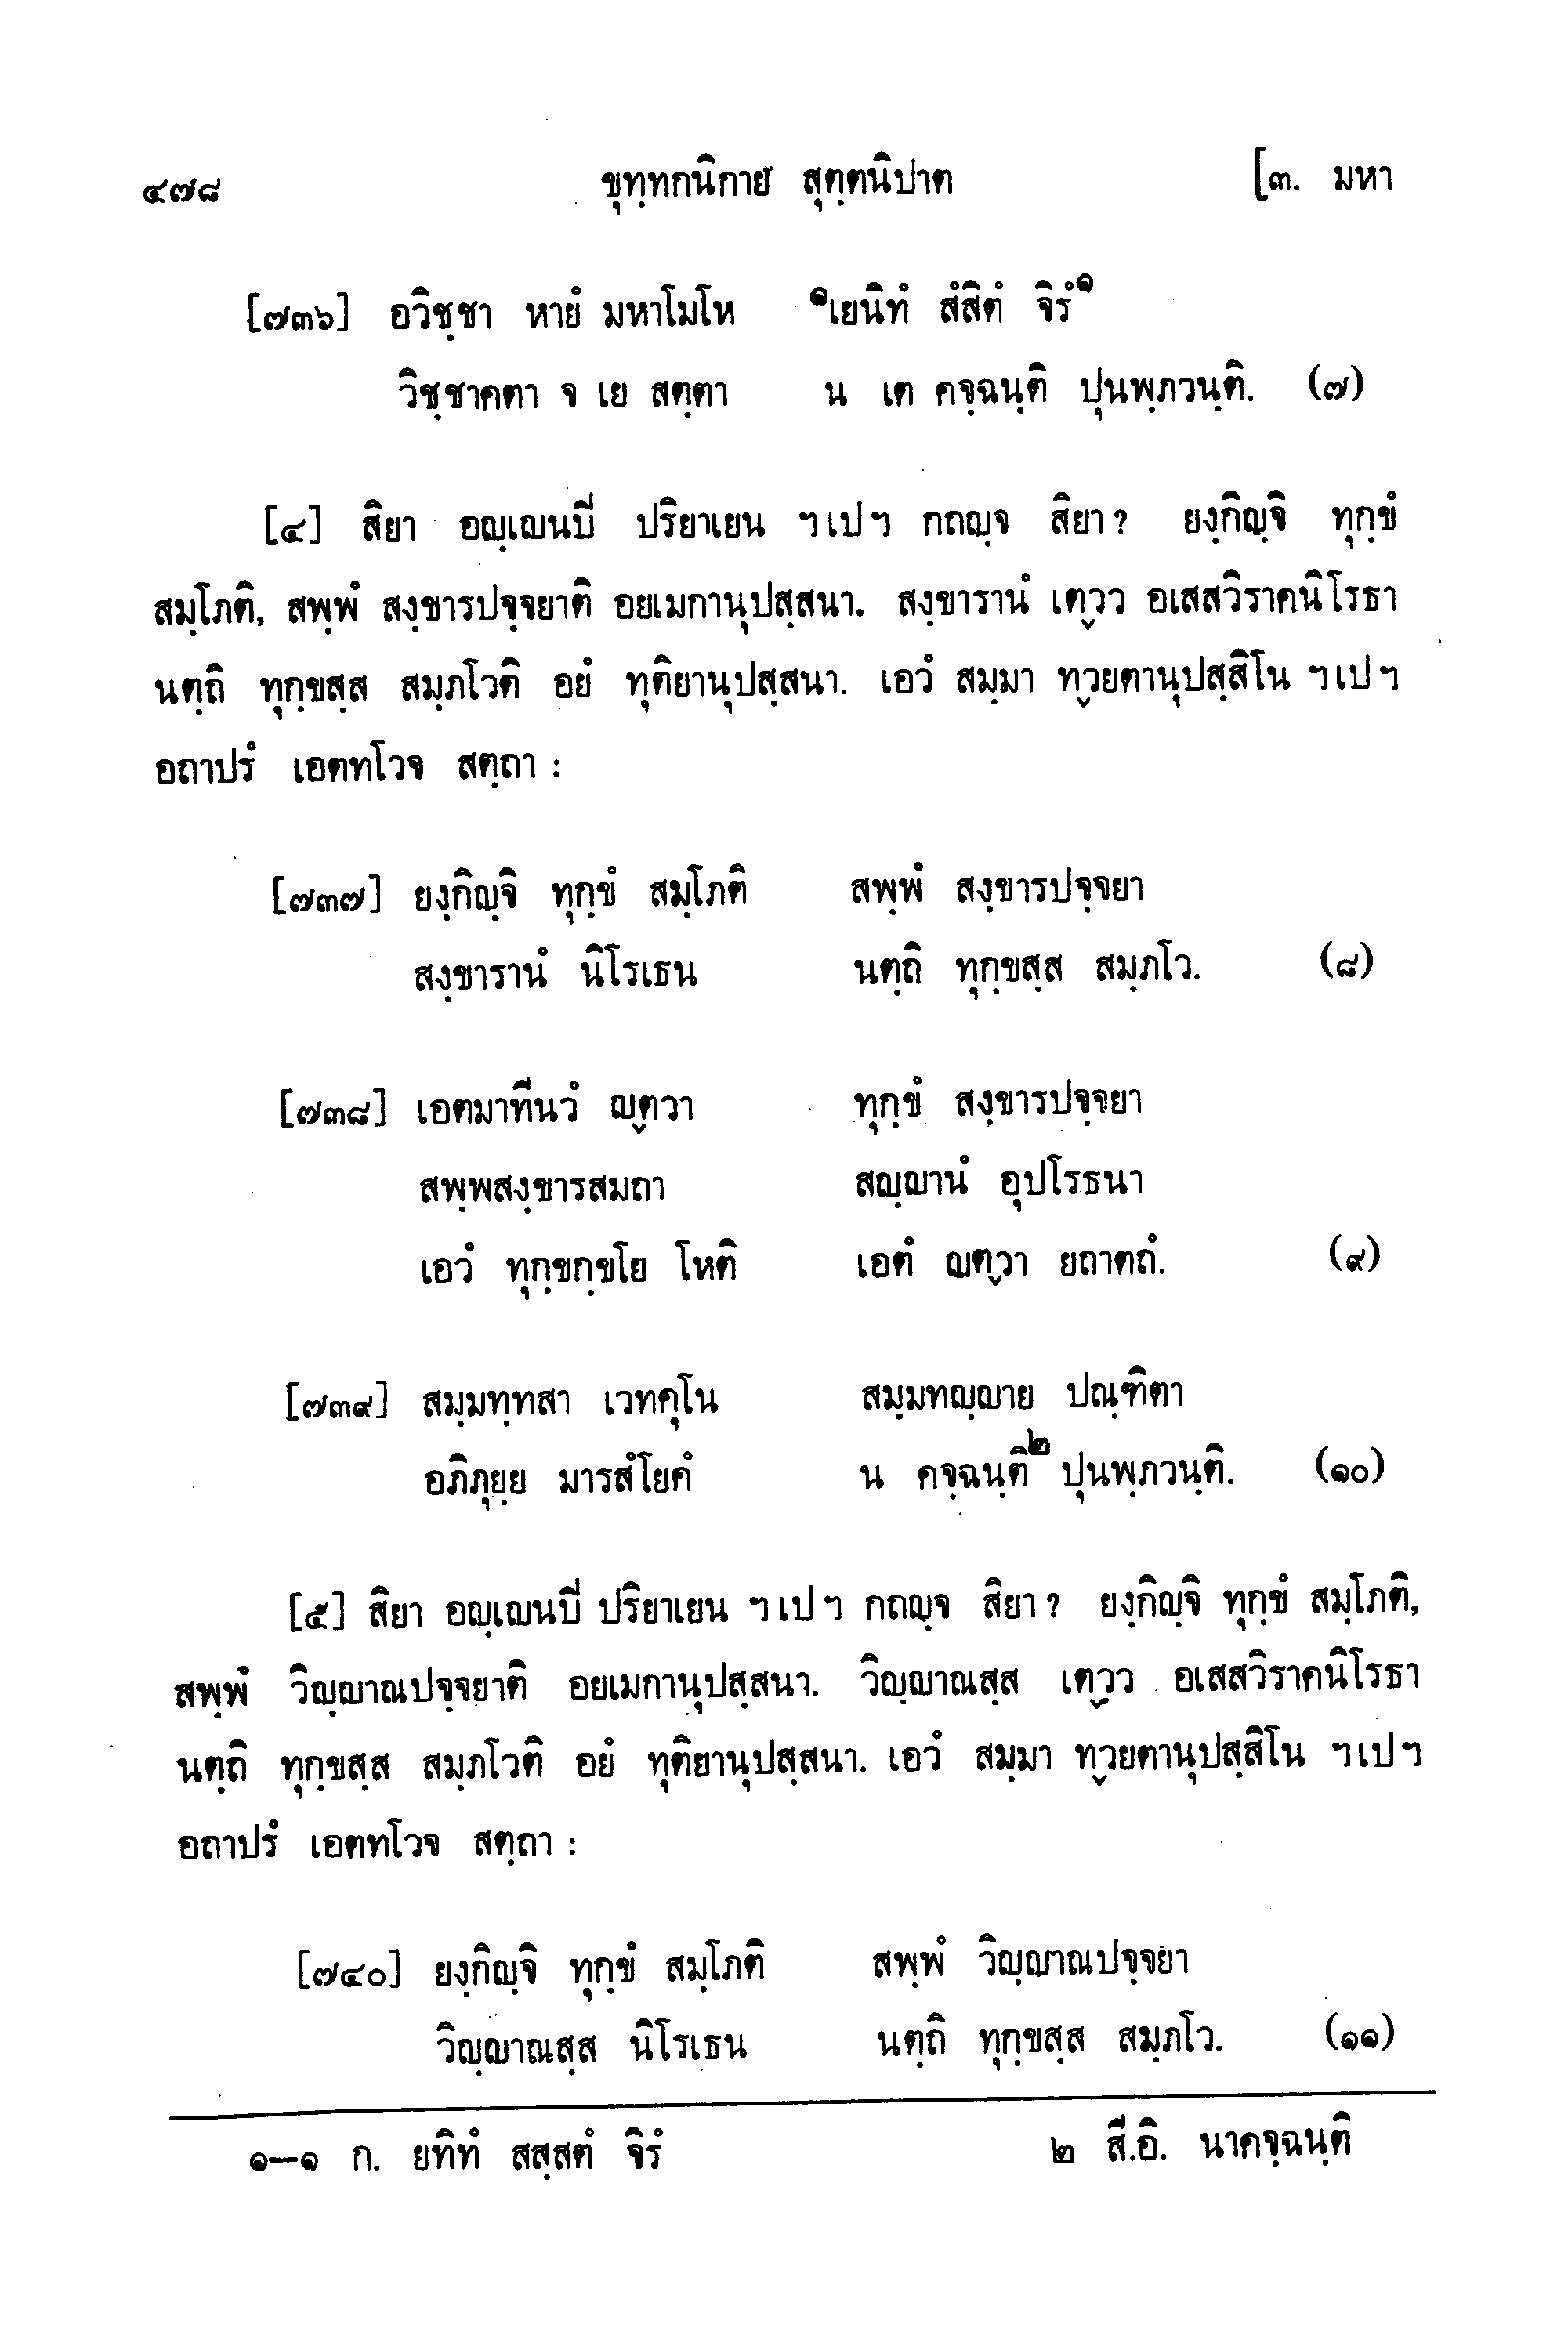 ๔๗๘ ขุทฺทกนิกาเย สุตฺตนิปาต [๓. มหา
[๗๓๖] อวิชฺชา หายํ มหาโมโห ๑เยนิทํ สํสิตํ จิรํ๑
วิชฺชาคตา จ เย สตฺตา น เต คจฺฉนฺติ ปุนพฺภวนฺติ. (๗)
[๔] สิยา อญฺเญนปี ปริยาเยน ฯเปฯ กถญฺจ สิยา? ยงฺกิญฺจิ ทุกฺขํ
สมฺโภติ, สพฺพํ สงฺขารปจฺจยาติ อยเมกานุปสฺสนา. สงฺขารานํ เตฺวว อเสสวิราคนิโรธา
นตฺถิ ทุกฺขสฺส สมฺภโวติ อยํ ทุติยานุปสฺสนา. เอวํ สมฺมา ทฺวยตานุปสฺสิโน ฯเปฯ
อถาปรํ เอตทโวจ สตฺถา :
[๗๓๗] ยงฺกิญฺจิ ทุกฺขํ สมฺโภติ สพฺพํ สงฺขารปจฺจยา
สงฺขารานํ นิโรเธน นตฺถิ ทุกฺขสฺส สมฺภโว. (๘)
[๗๓๘] เอตมาทีนวํ ญตฺวา ทุกฺขํ สงฺขารปจฺจยา
สพฺพสงฺขารสมถา สญฺญานํ อุปโรธนา
เอวํ ทุกฺขกฺขโย โหติ เอตํ ญตฺวา ยถาตถํ. (๙)
[๗๓๙] สมฺมทฺทสา เวทคุโน สมฺมทญฺญาย ปณฺฑิตา
อภิภุยฺย มารสํโยคํ น คจฺฉนฺติ๒ ปุนพฺภวนฺติ. (๑๐)
[๕] สิยา อญฺเญนปี ปริยาเยน ฯเปฯ กถญฺจ สิยา? ยงฺกิญฺจิ ทุกฺขํ สมฺโภติ,
สพฺพํ วิญฺญาณปจฺจยาติ อยเมกานุปสฺสนา. วิญฺญาณสฺส เตฺวว อเสสวิราคนิโรธา
นตฺถิ ทุกฺขสฺส สมฺภโวติ อยํ ทุติยานุปสฺสนา. เอวํ สมฺมา ทฺวยตานุปสฺสิโน ฯเปฯ
อถาปรํ เอตทโวจ สตฺถา :
[๗๔๐] ยงฺกิญฺจิ ทุกฺขํ สมฺโภติ สพฺพํ วิญฺญาณปจฺจยา
วิญฺญาณสฺส นิโรเธน นตฺถิ ทุกฺขสฺส สมฺภโว. (๑๑)
๑–๑ ก. ยทิทํ สสฺสตํ จิรํ ๒ สี.อิ. นาคจฺฉนฺติ